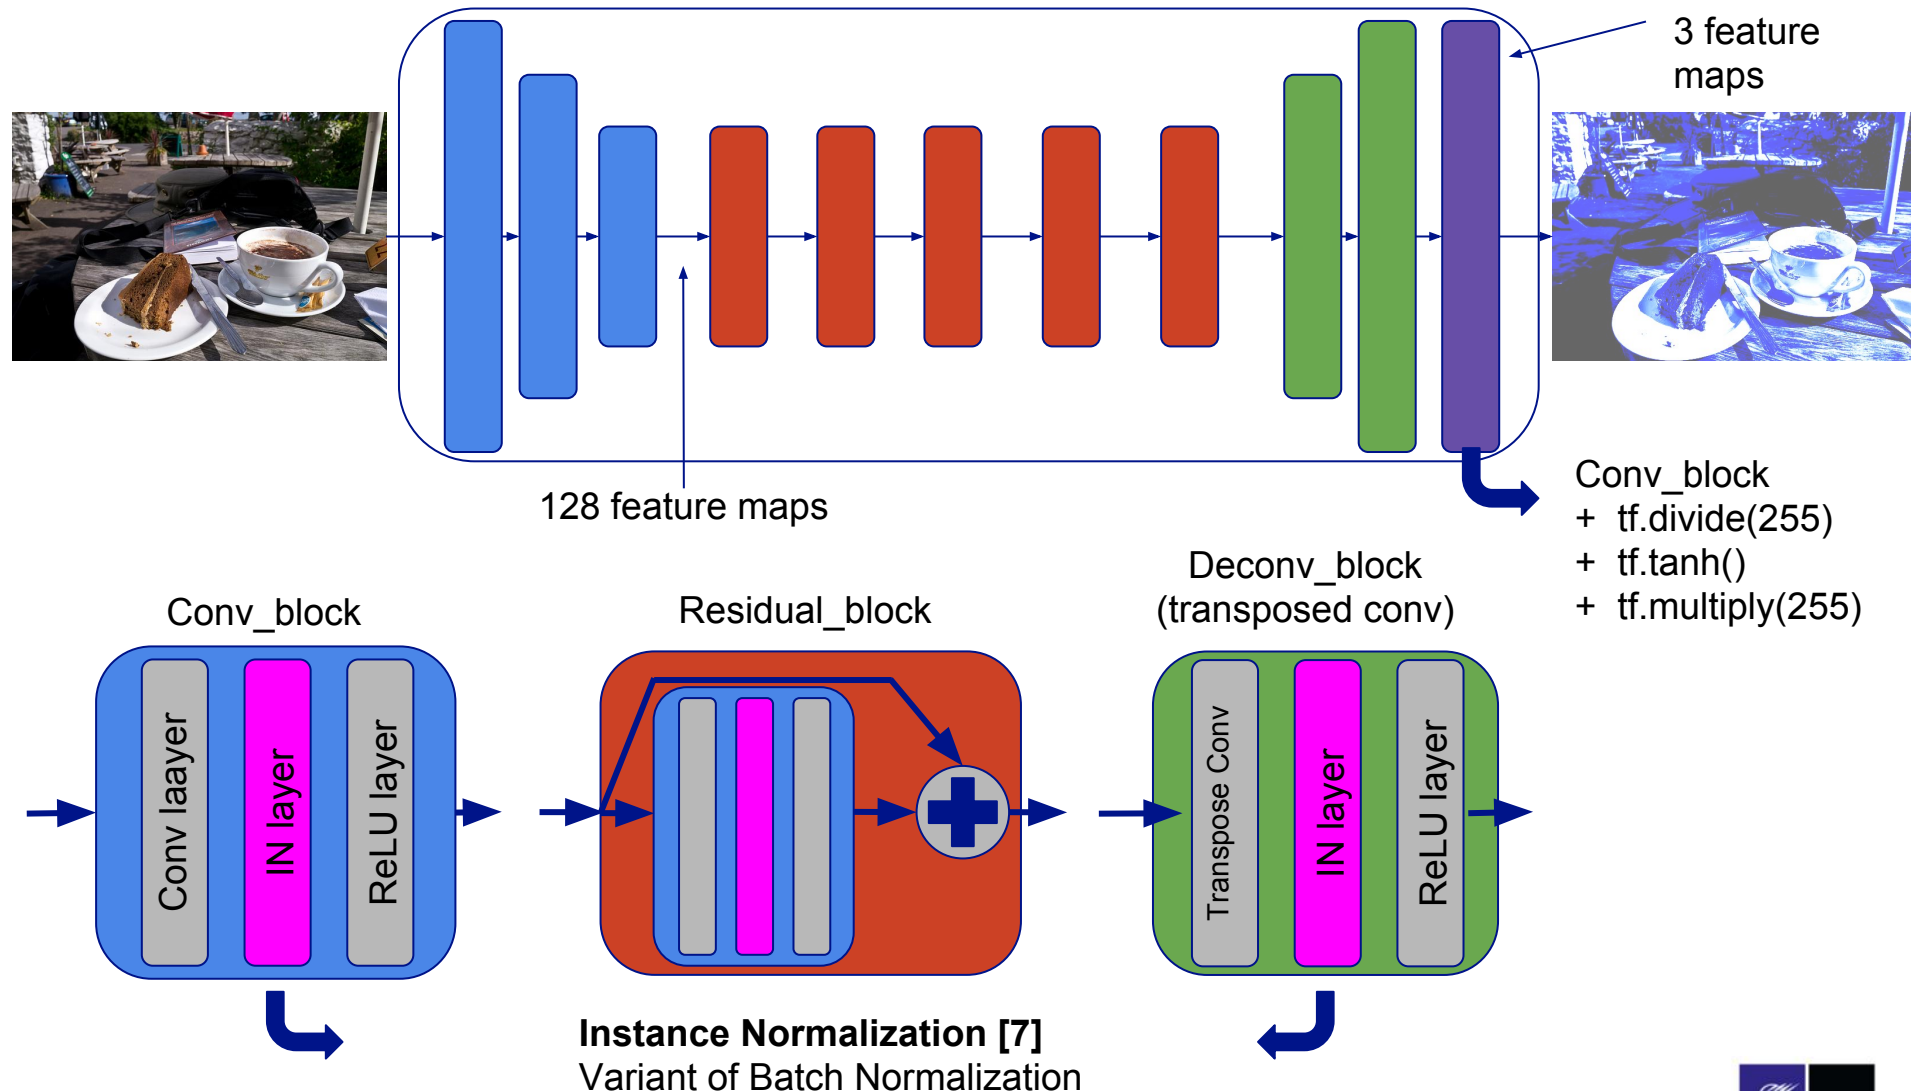 3 feature
maps
128 feature maps
Conv_block
+ tf.divide(255)
+ tf.tanh()
+ tf.multiply(255)
Conv_block
Residual_block
Deconv_block
(transposed conv)
Conv laayer
IN layer
ReLU layer
Transpose Conv
IN layer
ReLU layer
Instance Normalization [7]
Variant of Batch Normalization